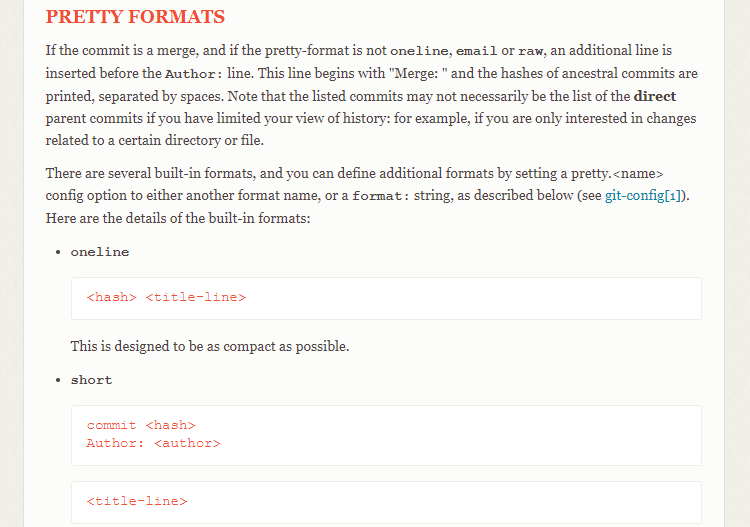 PRETTY FORMATS
If the commit is a merge, and if the pretty-format is not oneline, email or raw, an additional line is
inserted before the Author: line. This line begins with "Merge: " and the hashes of ancestral commits are
printed, separated by spaces. Note that the listed commits may not necessarily be the list of the direct
parent commits if you have limited your view of history: for example, if you are only interested in changes
related to a certain directory or file.
There are several built-in formats, and you can define additional formats by setting a pretty.<name>
config option to either another format name, or a format: string, as described below (see git-config[1]).
Here are the details of the built-in formats:
• oneline
<hash> <title-line>
This is designed to be as compact as possible.
• short
commit <hash>
Author: <author>
<title-line>